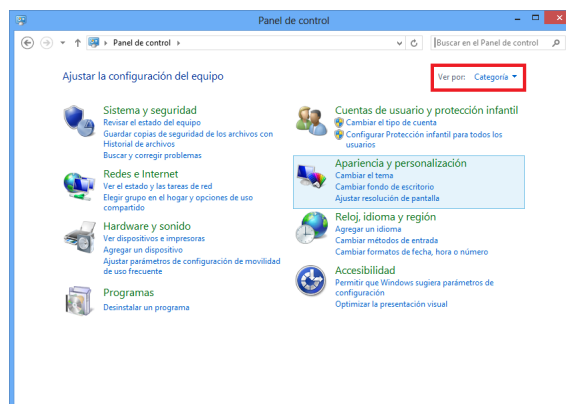 Panel de control
Panel de control
Buscar en el Panel de control
Ajustar la configuración del equipo
Ver por: Categoría
Sistema y seguridad
Revisar el estado del equipo
Guardar copias de seguridad de los archivos con
Historial de archivos
Buscar y corregir problemas
Redes e Internet
Ver el estado y las tareas de red
Elegir grupo en el hogar y opciones de uso
compartido
Hardware y sonido
Ver dispositivos e impresoras
Agregar un dispositivo
Ajustar parámetros de configuración de movilidad
de uso frecuente
Programas
Desinstalar un programa
Cuentas de usuario y protección infantil
Cambiar el tipo de cuenta
Configurar Protección infantil para todos los
usuarios
Apariencia y personalización
Cambiar el tema
Cambiar fondo de escritorio
Ajustar resolución de pantalla
Reloj, idioma y región
Agregar un idioma
Cambiar métodos de entrada
Cambiar formatos de fecha, hora o número
Accesibilidad
Permitir que Windows sugiera parámetros de
configuración
Optimizar la presentación visual